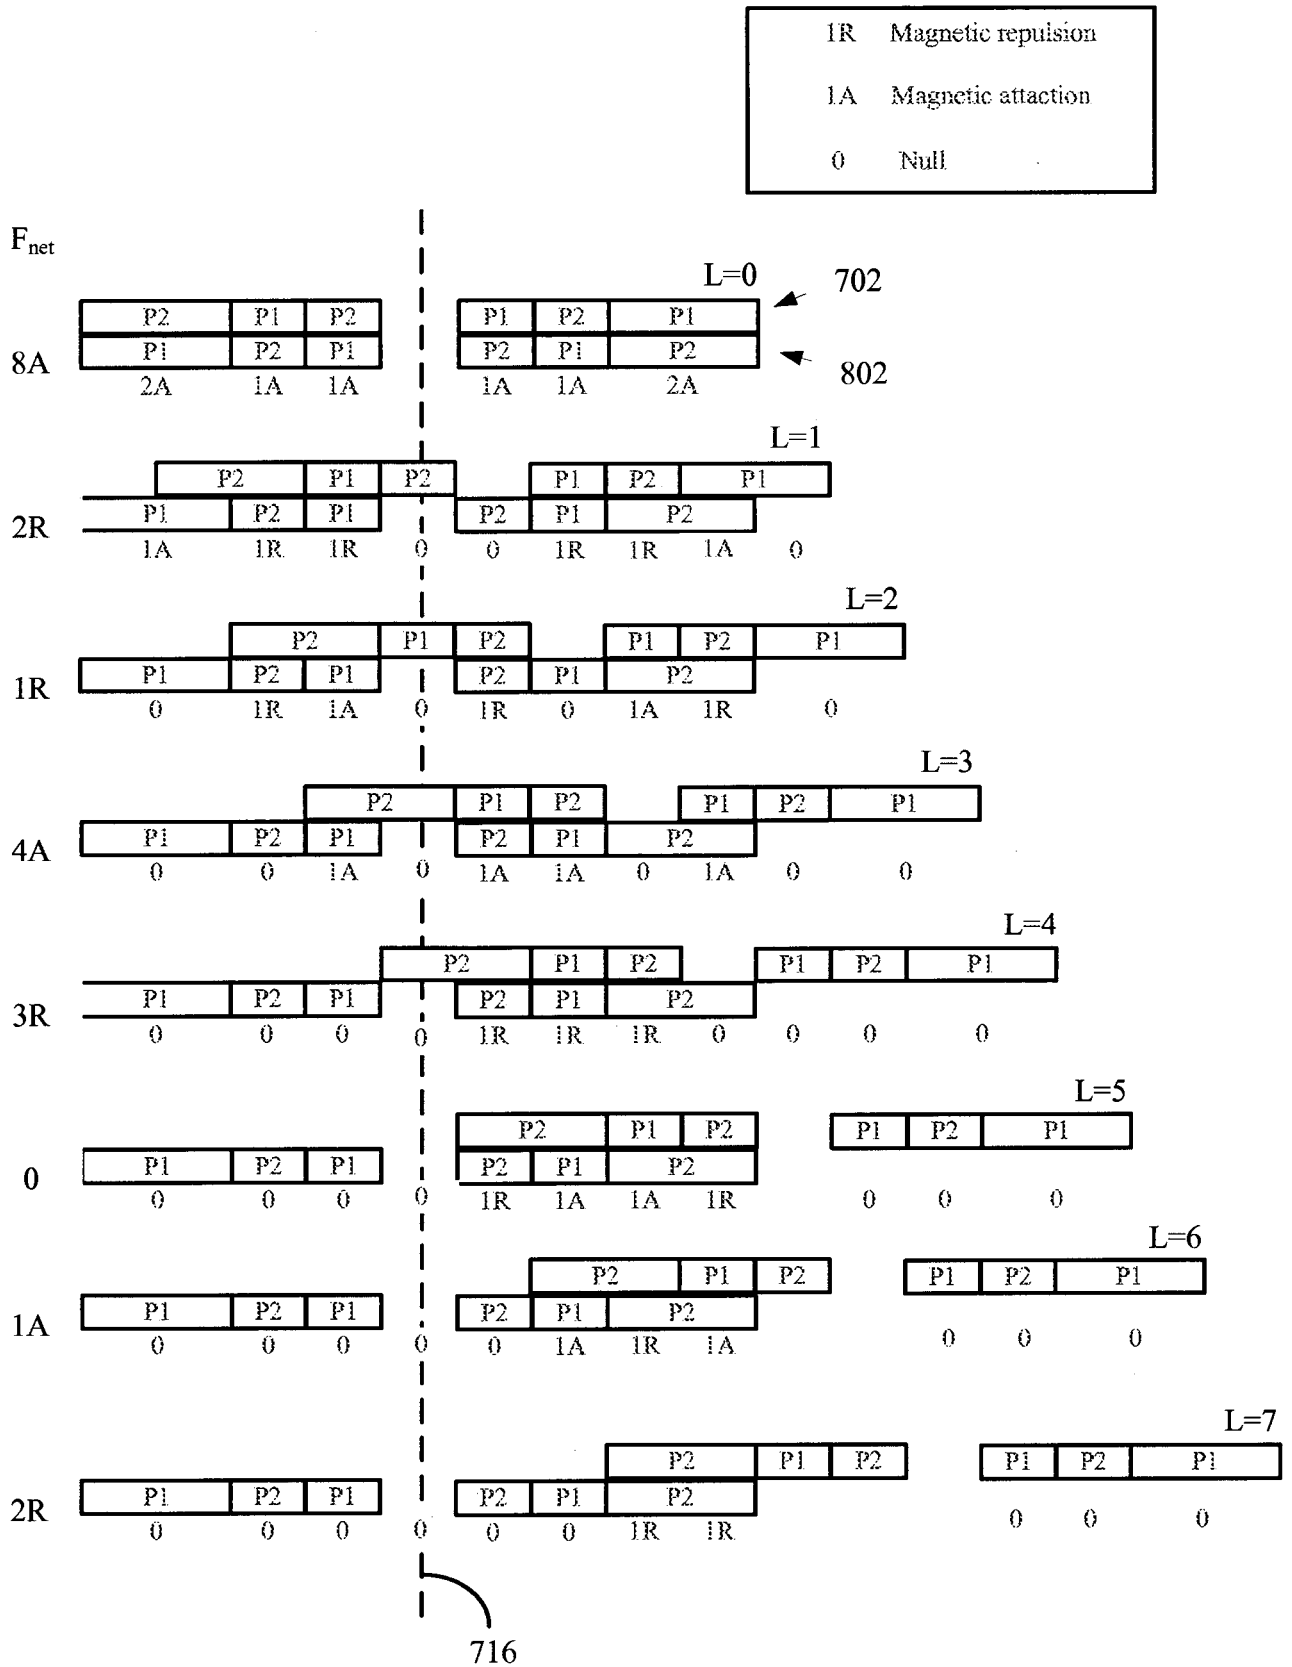 1R Magnetic repulsion
1A Magnetic attaction
0 Null
Fnet
L=0
702
P2 P1 P2 P1 P2 P1
8A
P1 P2 P1 P2 P1 P2
802
2A 1A 1A 1A 1A 2A
L=1
P2 P1 P2 P1 P2 P1
2R
P1 P2 P1 P2 P1 P2
1A 1R 1R 0 0 1R 1R 1A 0
L=2
P2 P1 P2 P1 P2 P1
1R
P1 P2 P1 P2 P1 P2
0 1R 1A 0 1R 0 1A 1R 0
L=3
P2 P1 P2 P1 P2 P1
4A
P1 P2 P1 P2 P1 P2
0 0 1A 0 1A 1A 0 1A 0 0
L=4
P2 P1 P2 P1 P2 P1
3R
P1 P2 P1 P2 P1 P2
0 0 0 0 1R 1R 1R 0 0 0 0
L=5
P2 P1 P2 P1 P2 P1
0
P1 P2 P1 P2 P1 P2
0 0 0 0 1R 1A 1A 1R 0 0 0
L=6
P2 P1 P2 P1 P2 P1
1A
P1 P2 P1 P2 P1 P2
0 0 0 0 0 1A 1R 1A 0 0 0
L=7
P2 P1 P2 P1 P2 P1
2R
P1 P2 P1 P2 P1 P2
0 0 0 0 0 0 1R 1R 0 0 0
716